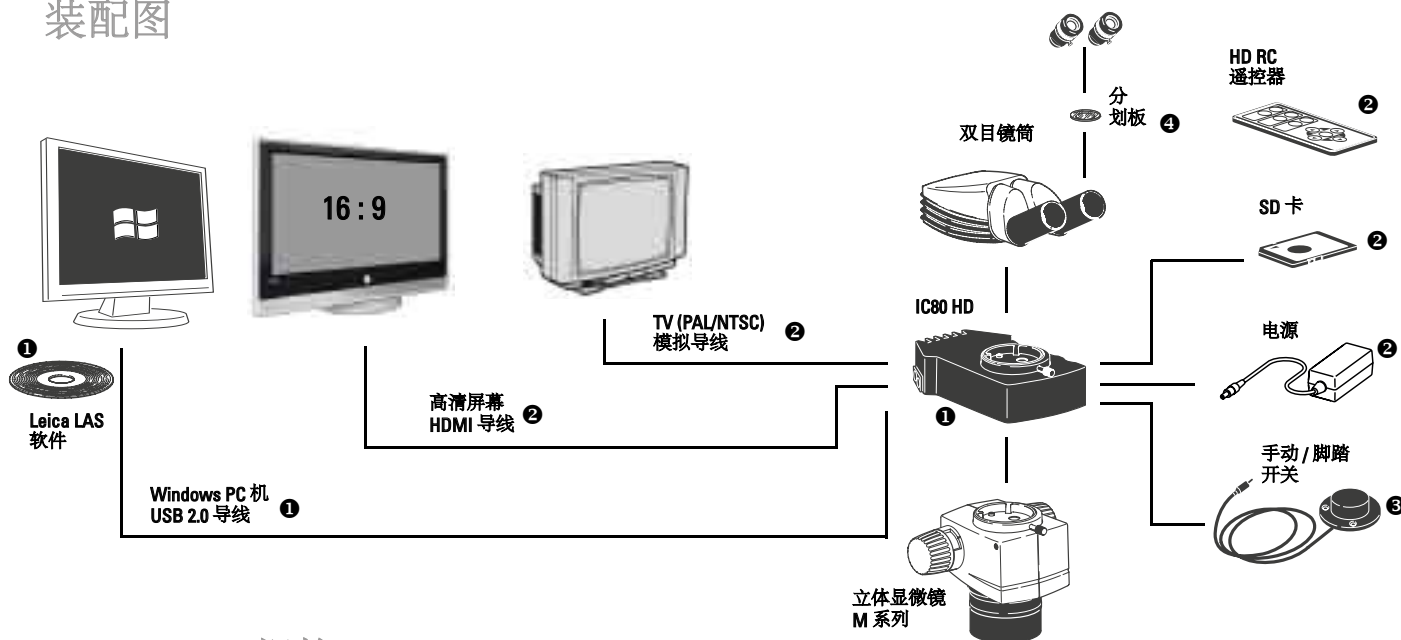 装配图
HD RC
遥控器
❷
分
划板 ❹
双目镜筒
16 : 9
SD 卡
❷
IC80 HD
TV (PAL/NTSC)
模拟导线 ❷
电源
❷
❶
Leica LAS
软件
高清屏幕
HDMI 导线 ❷
❶
手动 / 脚踏
开关
❸
Windows PC 机
USB 2.0 导线 ❶
立体显微镜
M 系列